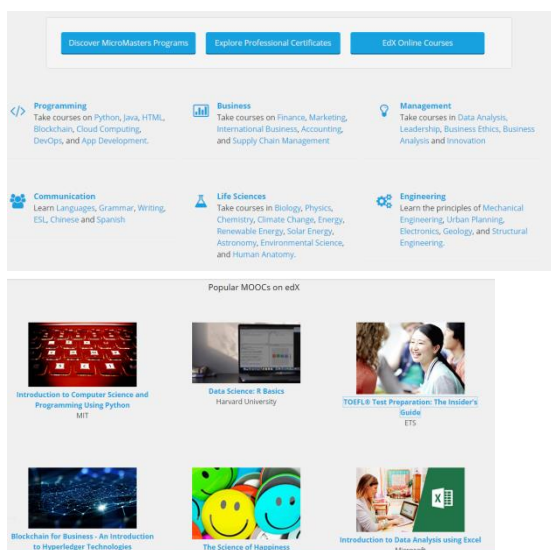 Discover MicroMasters Programs
Explore Professional Certificates
EdX Online Courses
Programming
Take courses on Python, Java, HTML,
Blockchain, Cloud Computing,
DevOps, and App Development.
Business
Take courses on Finance, Marketing,
International Business, Accounting,
and Supply Chain Management
Management
Take courses in Data Analysis,
Leadership, Business Ethics, Business
Analysis and Innovation
Communication
Learn Languages, Grammar, Writing,
ESL, Chinese and Spanish
Life Sciences
Take courses in Biology, Physics,
Chemistry, Climate Change, Energy,
Renewable Energy, Solar Energy,
Astronomy, Environmental Science,
and Human Anatomy.
Engineering
Learn the principles of Mechanical
Engineering, Urban Planning,
Electronics, Geology, and Structural
Engineering.
Popular MOOCs on edX
Introduction to Computer Science and
Programming Using Python
MIT
Data Science: R Basics
Harvard University
TOEFL® Test Preparation: The Insider's
Guide
ETS
Blockchain for Business - An Introduction
to Hyperledger Technologies
The Science of Happiness
Introduction to Data Analysis using Excel
Microsoft